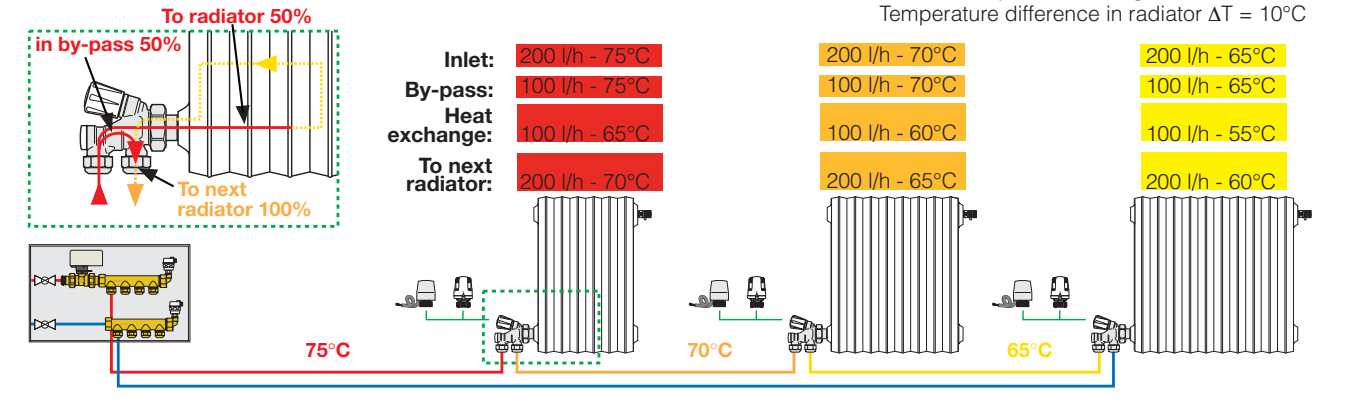 Temperature difference in radiator ΔT = 10°C
To radiator 50%
in by-pass 50%
To next
radiator 100%
Inlet: 200 l/h - 75°C 200 l/h - 70°C 200 l/h - 65°C
By-pass: 100 l/h - 75°C 100 l/h - 70°C 100 l/h - 65°C
Heat
exchange: 100 l/h - 65°C 100 l/h - 60°C 100 l/h - 55°C
To next
radiator: 200 l/h - 70°C 200 l/h - 65°C 200 l/h - 60°C
75°C 70°C 65°C